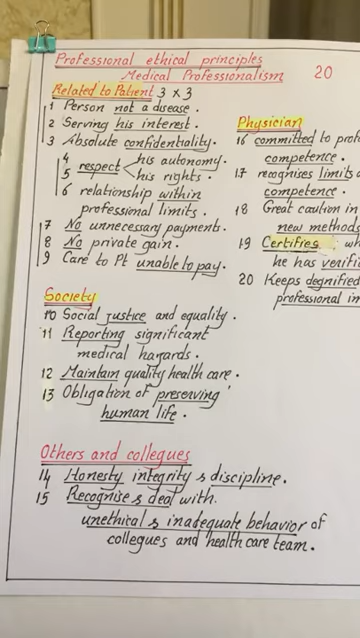 Professional ethical principles
Medical Professionalism 20
Related to Patient 3 x 3
1 Person not a disease.
2 Serving his interest.
3 Absolute confidentiality.
4 his autonomy.
respect
5 his rights.
6 relationship within
professional limits.
7 No unnecessary payments.
8 No private gain.
9 Care to Pt unable to pay.
Society
10 Social justice and equality.
11 Reporting significant
medical hazards.
12 Maintain quality health care.
13 Obligation of preserving
human life.
Others and collegues
14 Honesty integrity & discipline.
15 Recognise & deal with
unethical & inadequate behavior of
collegues and health care team.
Physician
16 committed to
competence.
17 recognises limits
competence.
18 Great caution in
new methods
19 Certifies
he has
20 Keeps degnified
professional